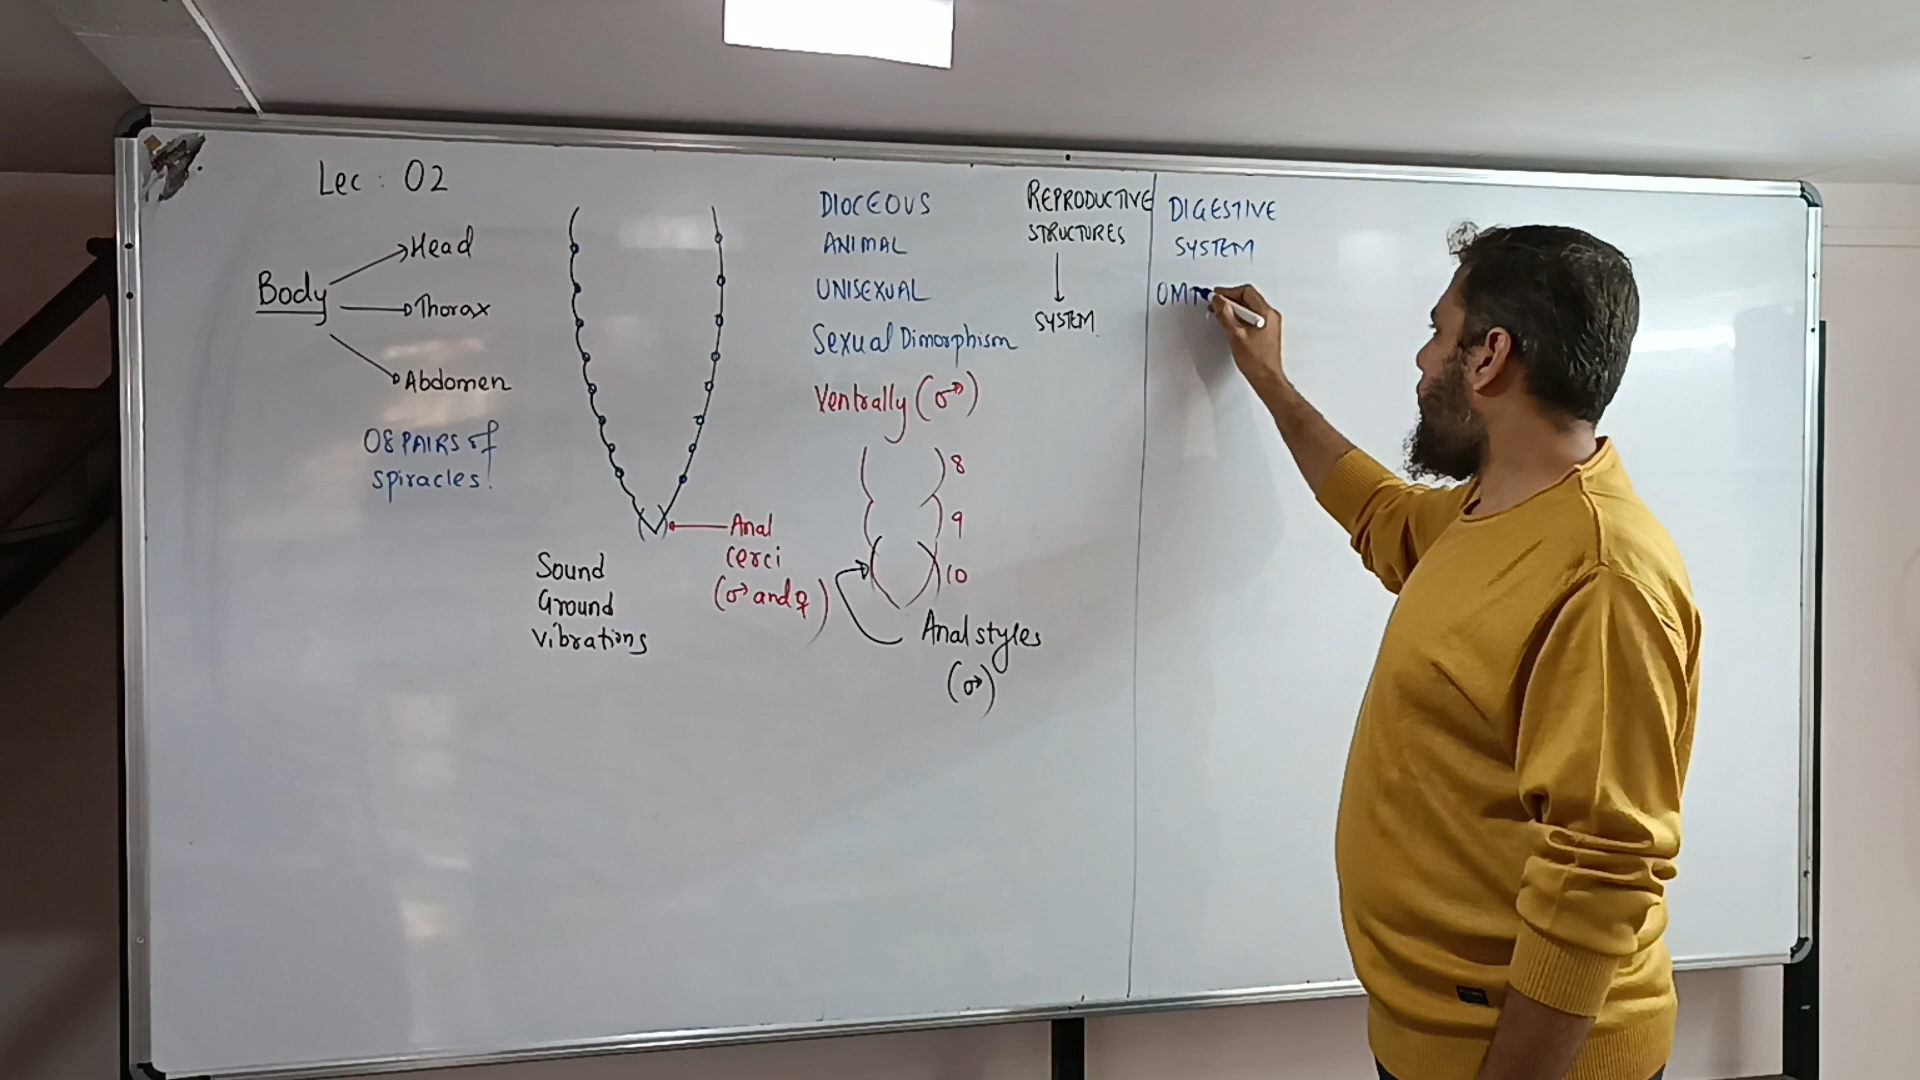 Lec : 02
Body
Head
Thorax
Abdomen
08 PAIRS of
spiracles!
Sound
Ground
Vibrations
Anal
cerci
(♂ and ♀)
DIOCEOUS
ANIMAL
UNISEXUAL
Sexual Dimorphism
Ventrally (♂)
8
9
10
Anal styles
(♂)
REPRODUCTIVE
STRUCTURES
SYSTEM
DIGESTIVE
SYSTEM